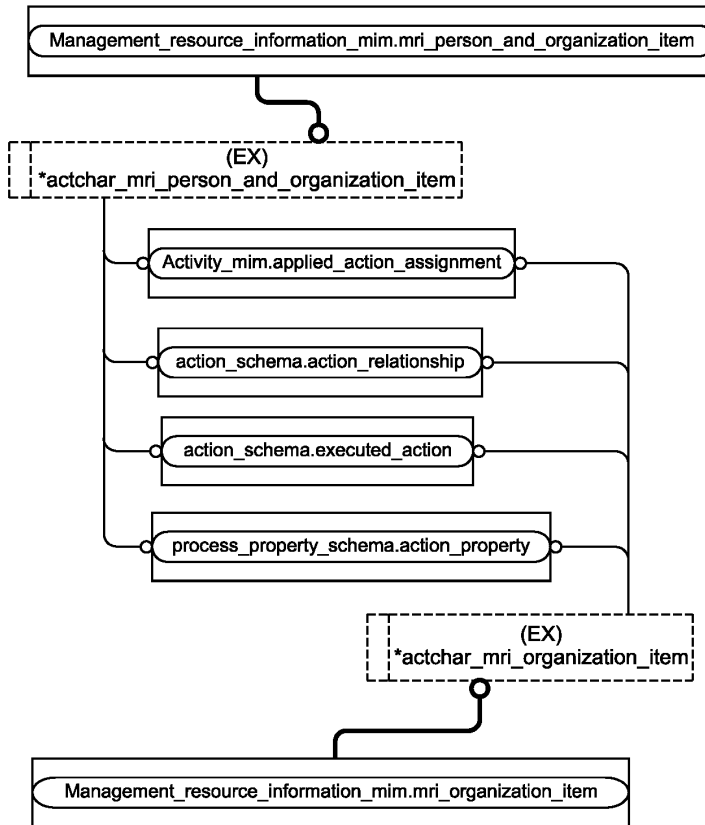 Management_resource_information_mim.mri_person_and_organization_item
(EX)
*actchar_mri_person_and_organization_item
Activity_mim.applied_action_assignment
action_schema.action_relationship
action_schema.executed_action
process_property_schema.action_property
(EX)
*actchar_mri_organization_item
Management_resource_information_mim.mri_organization_item